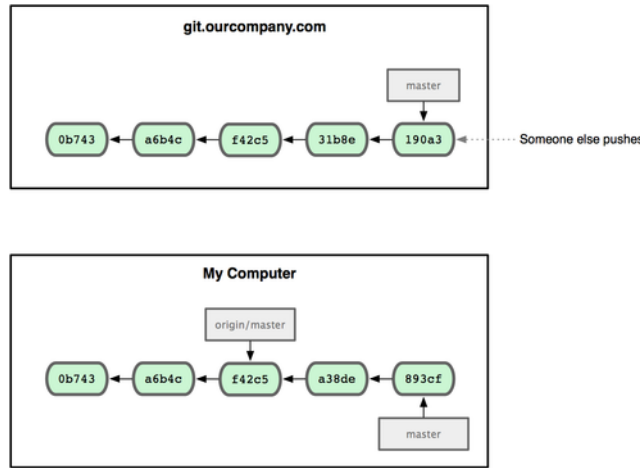 git.ourcompany.com
master
0b743 a6b4c f42c5 31b8e 190a3 Someone else pushes
My Computer
origin/master
0b743 a6b4c f42c5 a38de 893cf
master